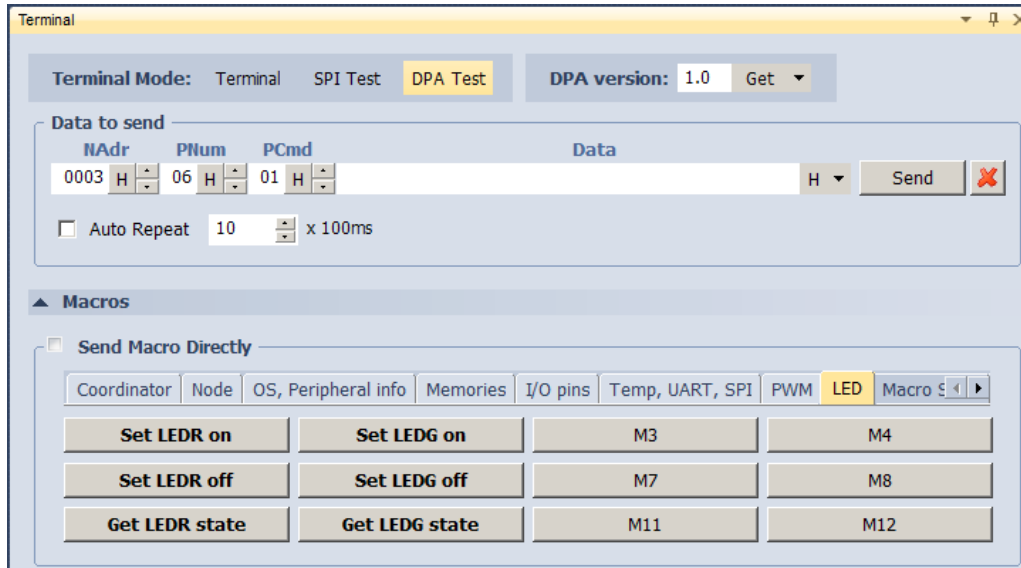 Terminal
Terminal Mode: Terminal SPI Test DPA Test DPA version: 1.0 Get
Data to send
NAdr PNum PCmd Data
0003 H 06 H 01 H H Send
Auto Repeat 10 x 100ms
Macros
Send Macro Directly
Coordinator Node OS, Peripheral info Memories I/O pins Temp, UART, SPI PWM LED Macro
Set LEDR on Set LEDG on M3 M4
Set LEDR off Set LEDG off M7 M8
Get LEDR state Get LEDG state M11 M12